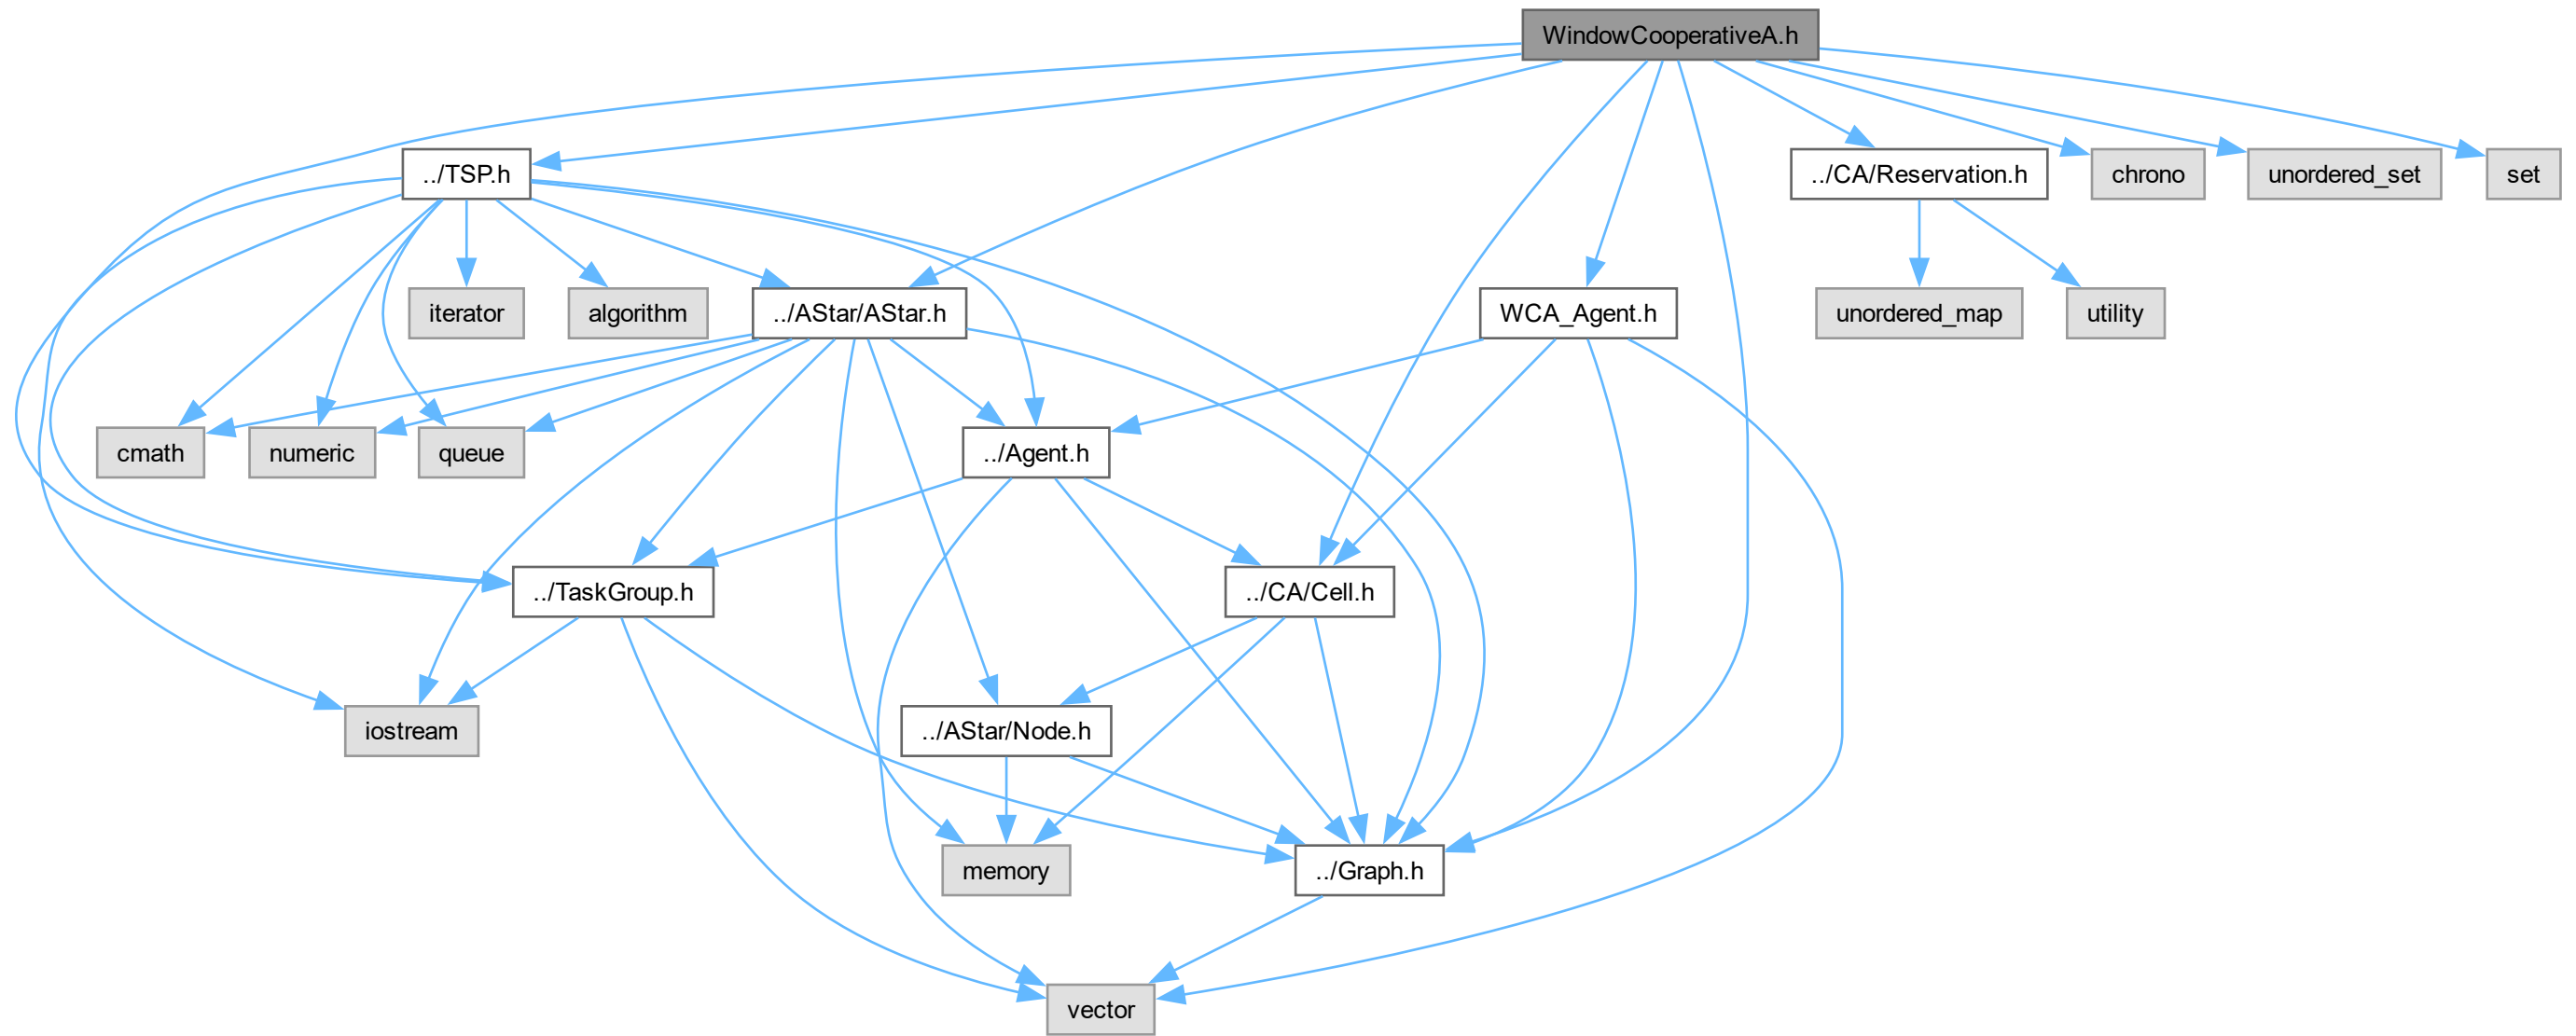 WindowCooperativeA.h
../TSP.h
../CA/Reservation.h
chrono
unordered_set
set
iterator
algorithm
../AStar/AStar.h
WCA_Agent.h
unordered_map
utility
cmath
numeric
queue
../Agent.h
../TaskGroup.h
../CA/Cell.h
iostream
../AStar/Node.h
memory
../Graph.h
vector